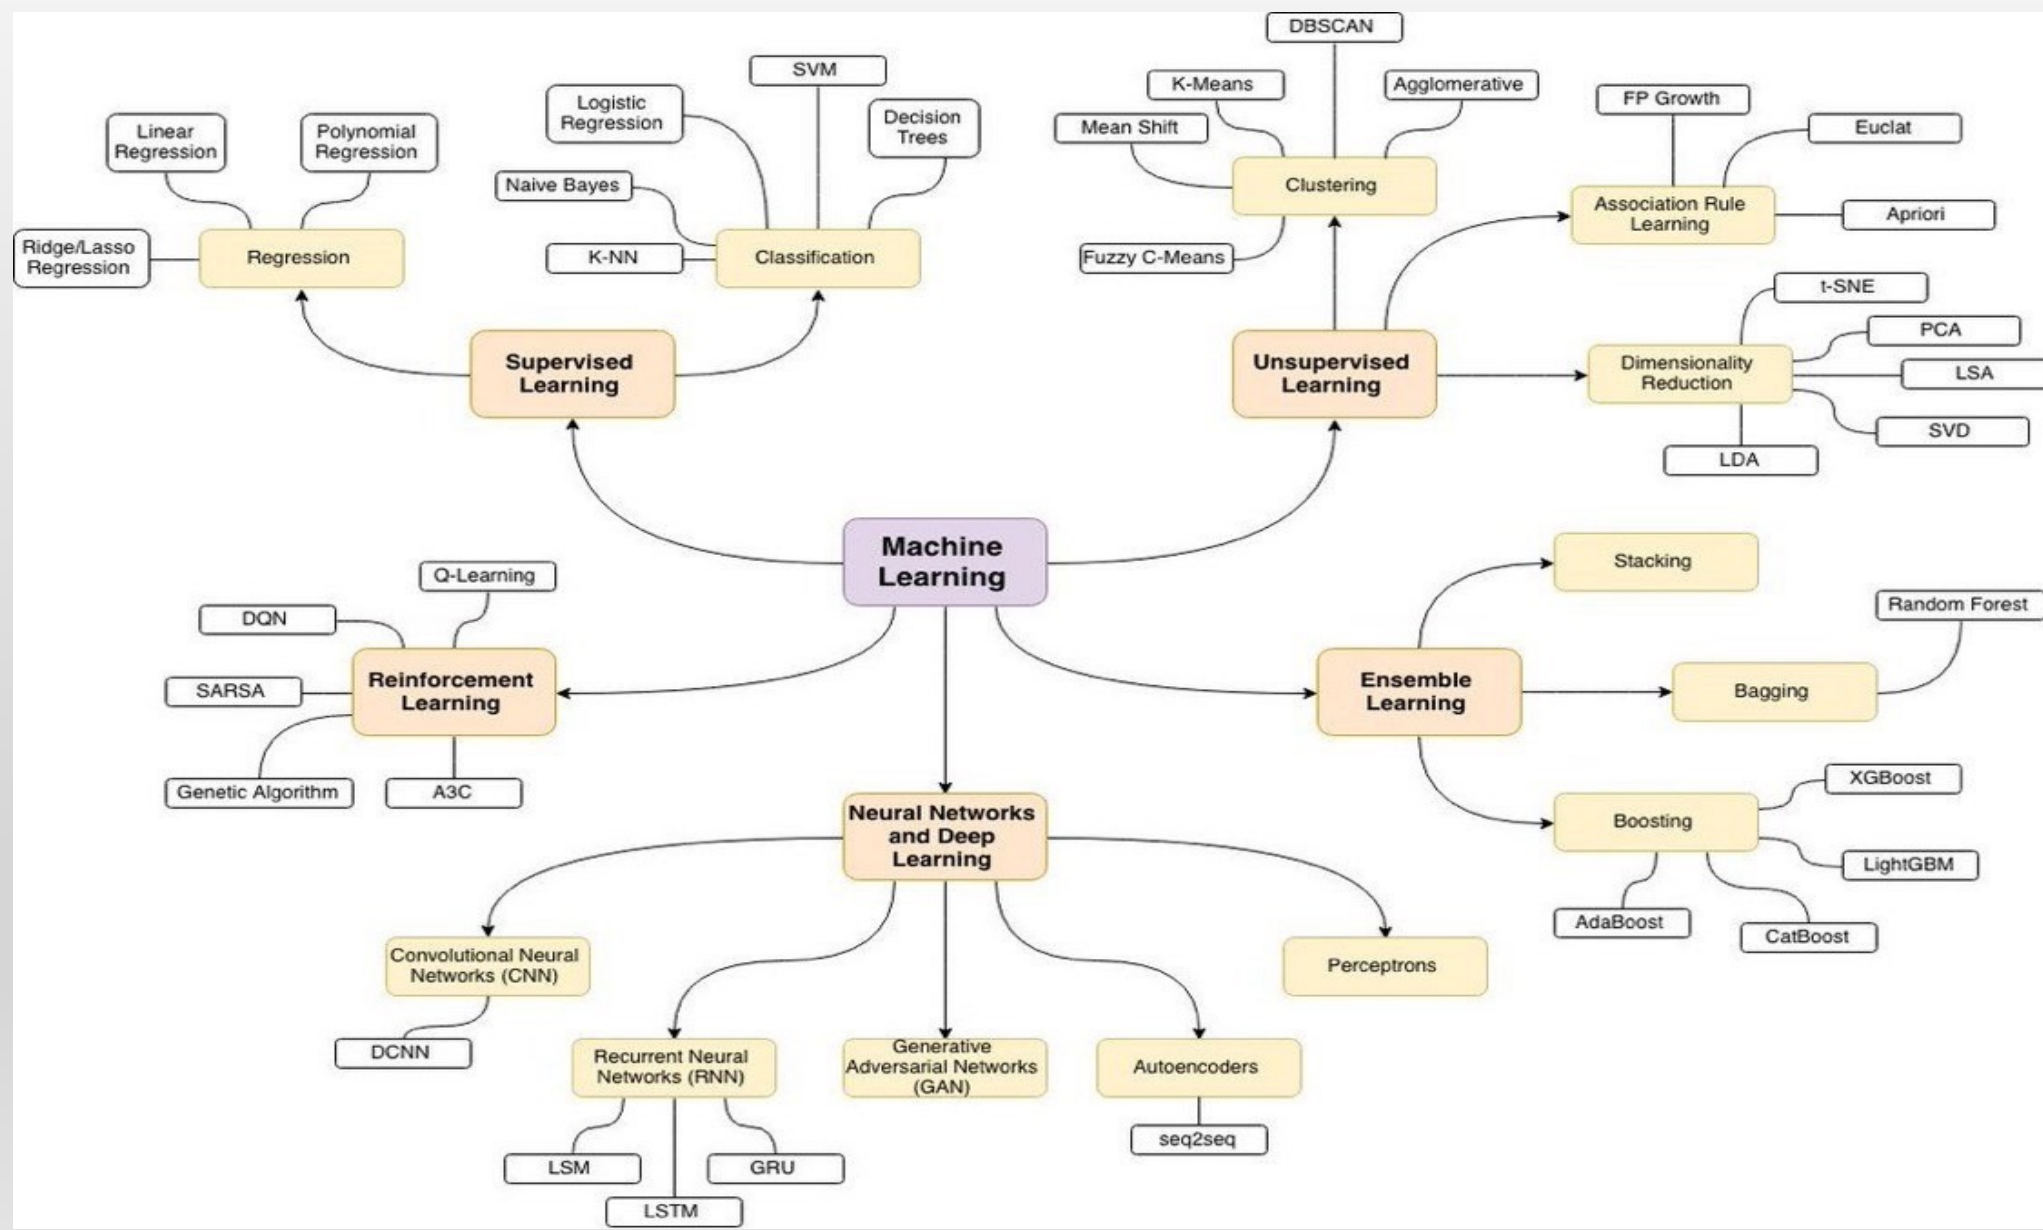 DBSCAN
SVM
K-Means
Agglomerative
Logistic
Regression
FP Growth
Decision
Trees
Linear
Regression
Polynomial
Regression
Mean Shift
Euclat
Naive Bayes
Clustering
Association Rule
Learning
Apriori
Ridge/Lasso
Regression
Regression
K-NN
Classification
Fuzzy C-Means
t-SNE
PCA
Supervised
Learning
Unsupervised
Learning
Dimensionality
Reduction
LSA
SVD
LDA
Machine
Learning
Stacking
Q-Learning
Random Forest
DQN
Reinforcement
Learning
SARSA
Ensemble
Learning
Bagging
Genetic Algorithm
A3C
XGBoost
Neural Networks
and Deep
Learning
Boosting
LightGBM
AdaBoost
CatBoost
Convolutional Neural
Networks (CNN)
Perceptrons
DCNN
Recurrent Neural
Networks (RNN)
Generative
Adversarial Networks
(GAN)
Autoencoders
seq2seq
LSM
GRU
LSTM